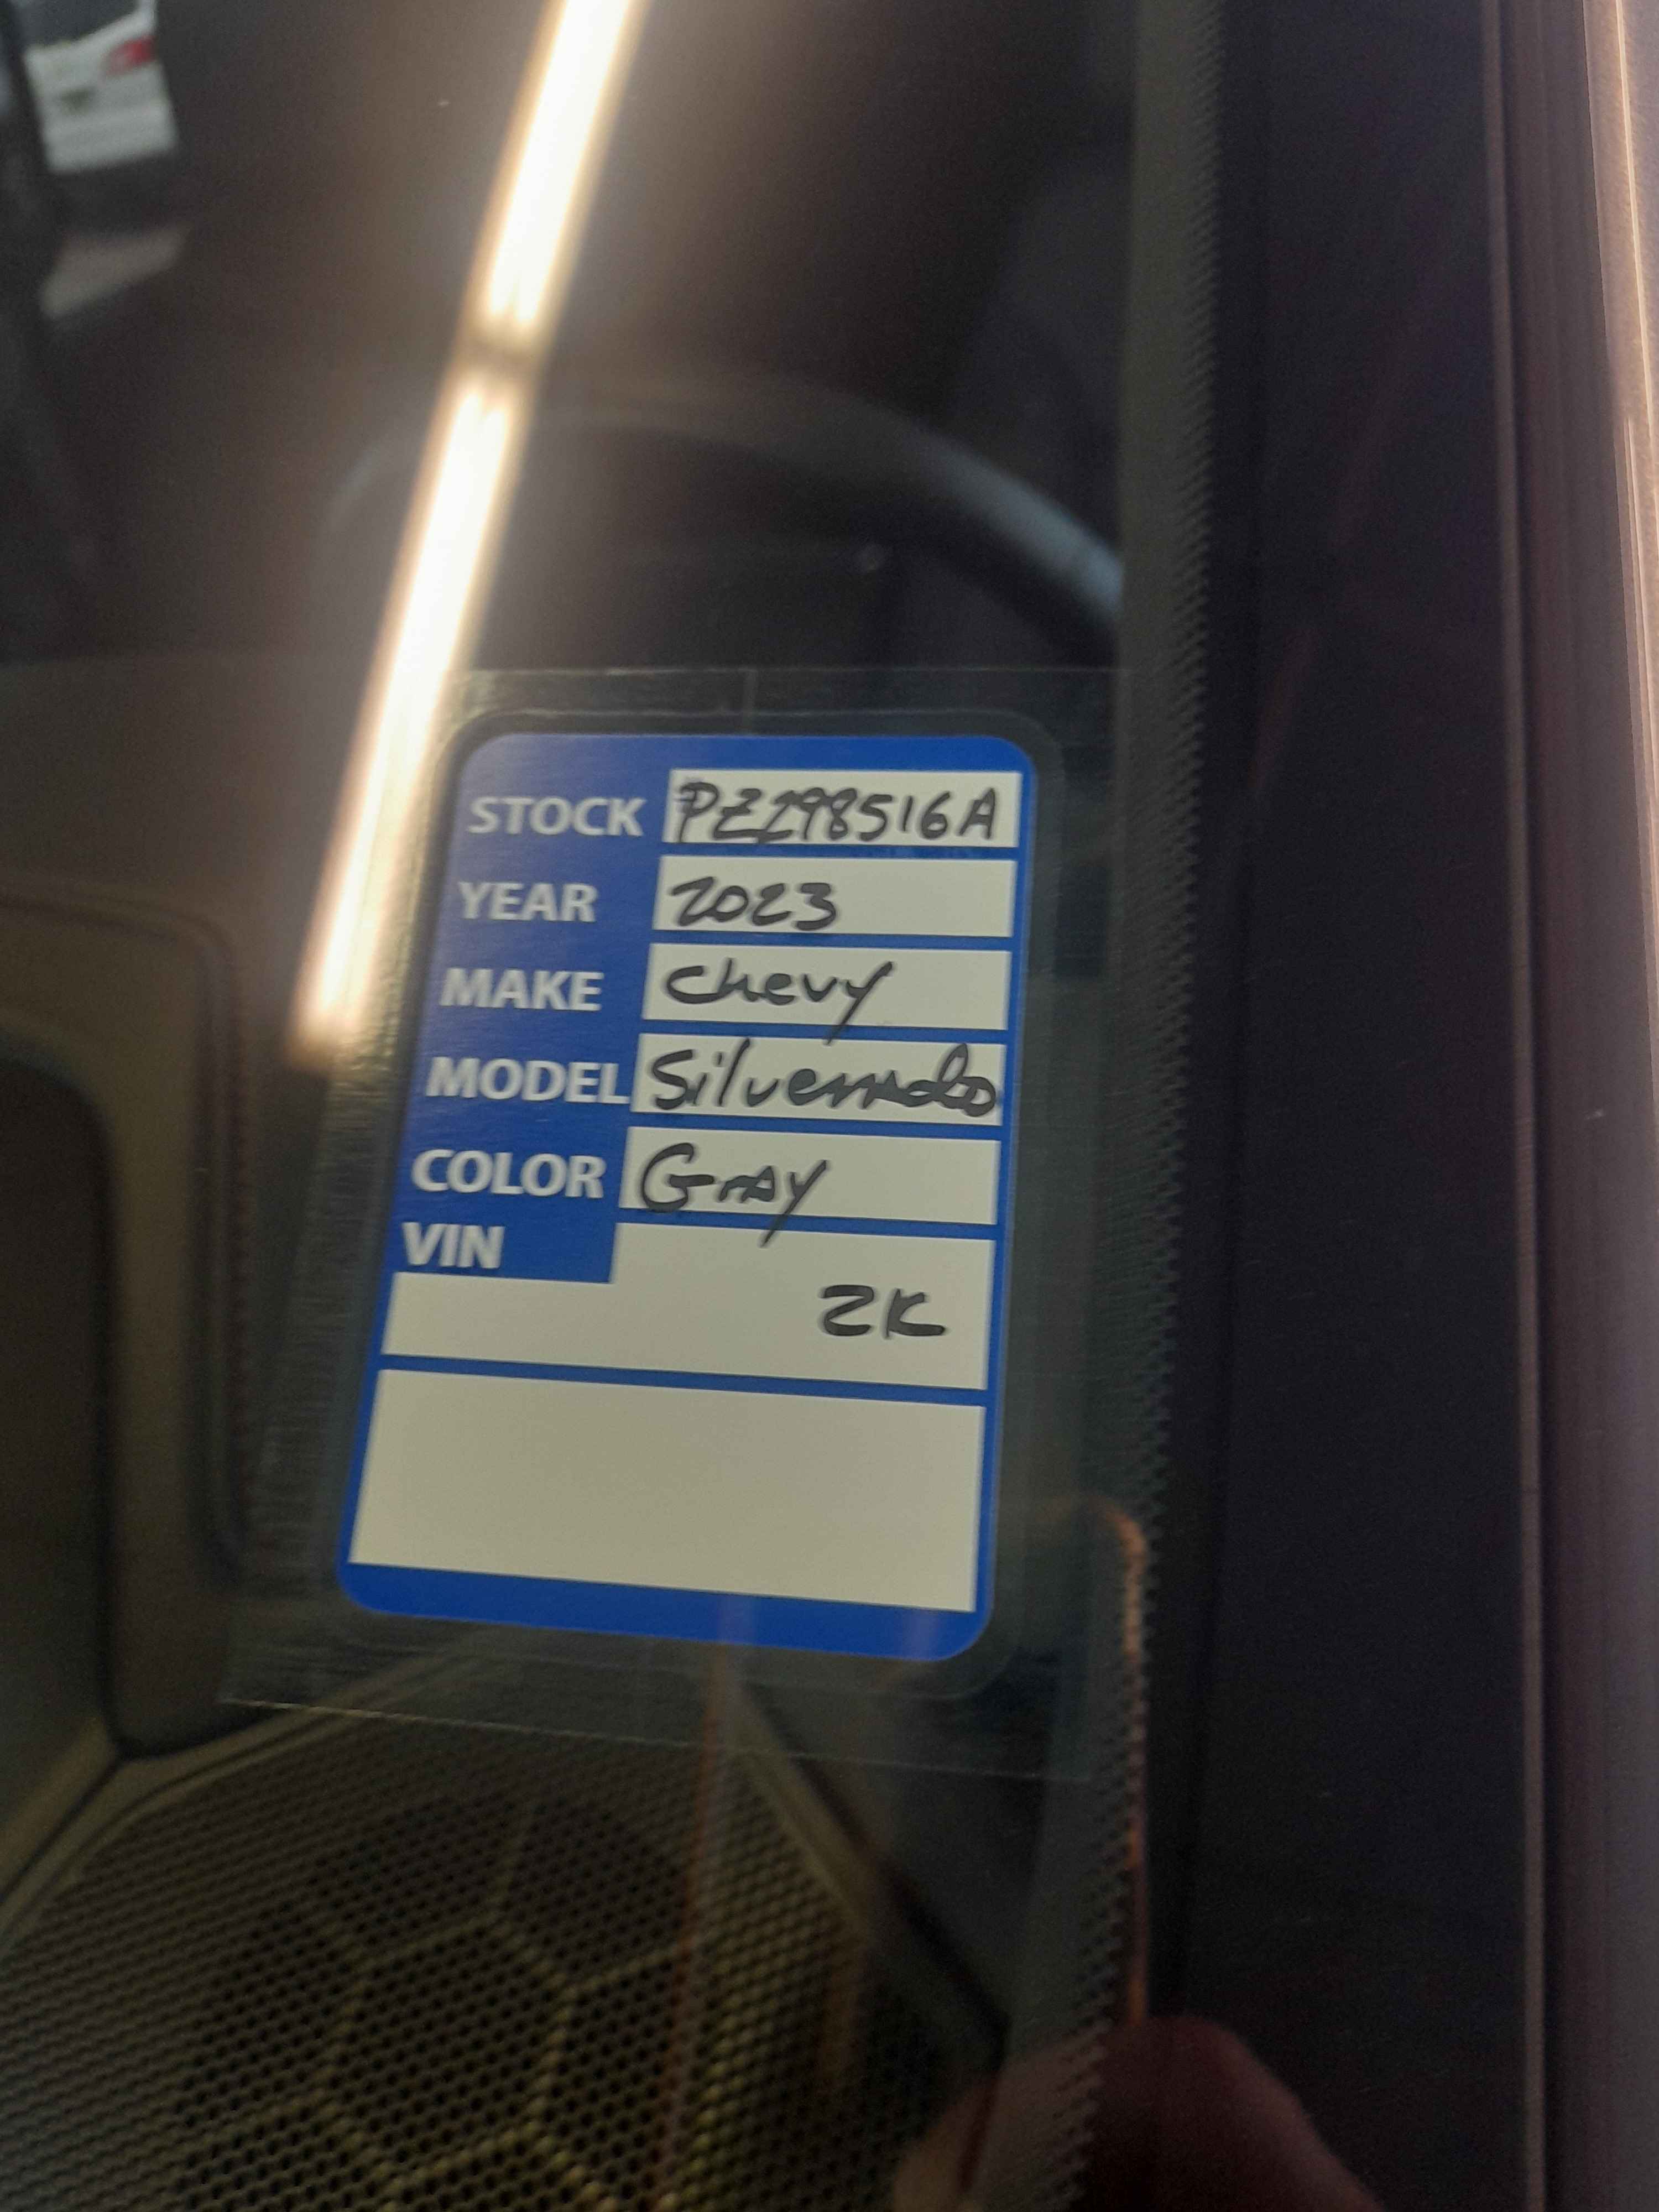 STOCK PZ298516A
YEAR 2023
MAKE Chevy
MODEL Silverado
COLOR Gray
VIN
2K